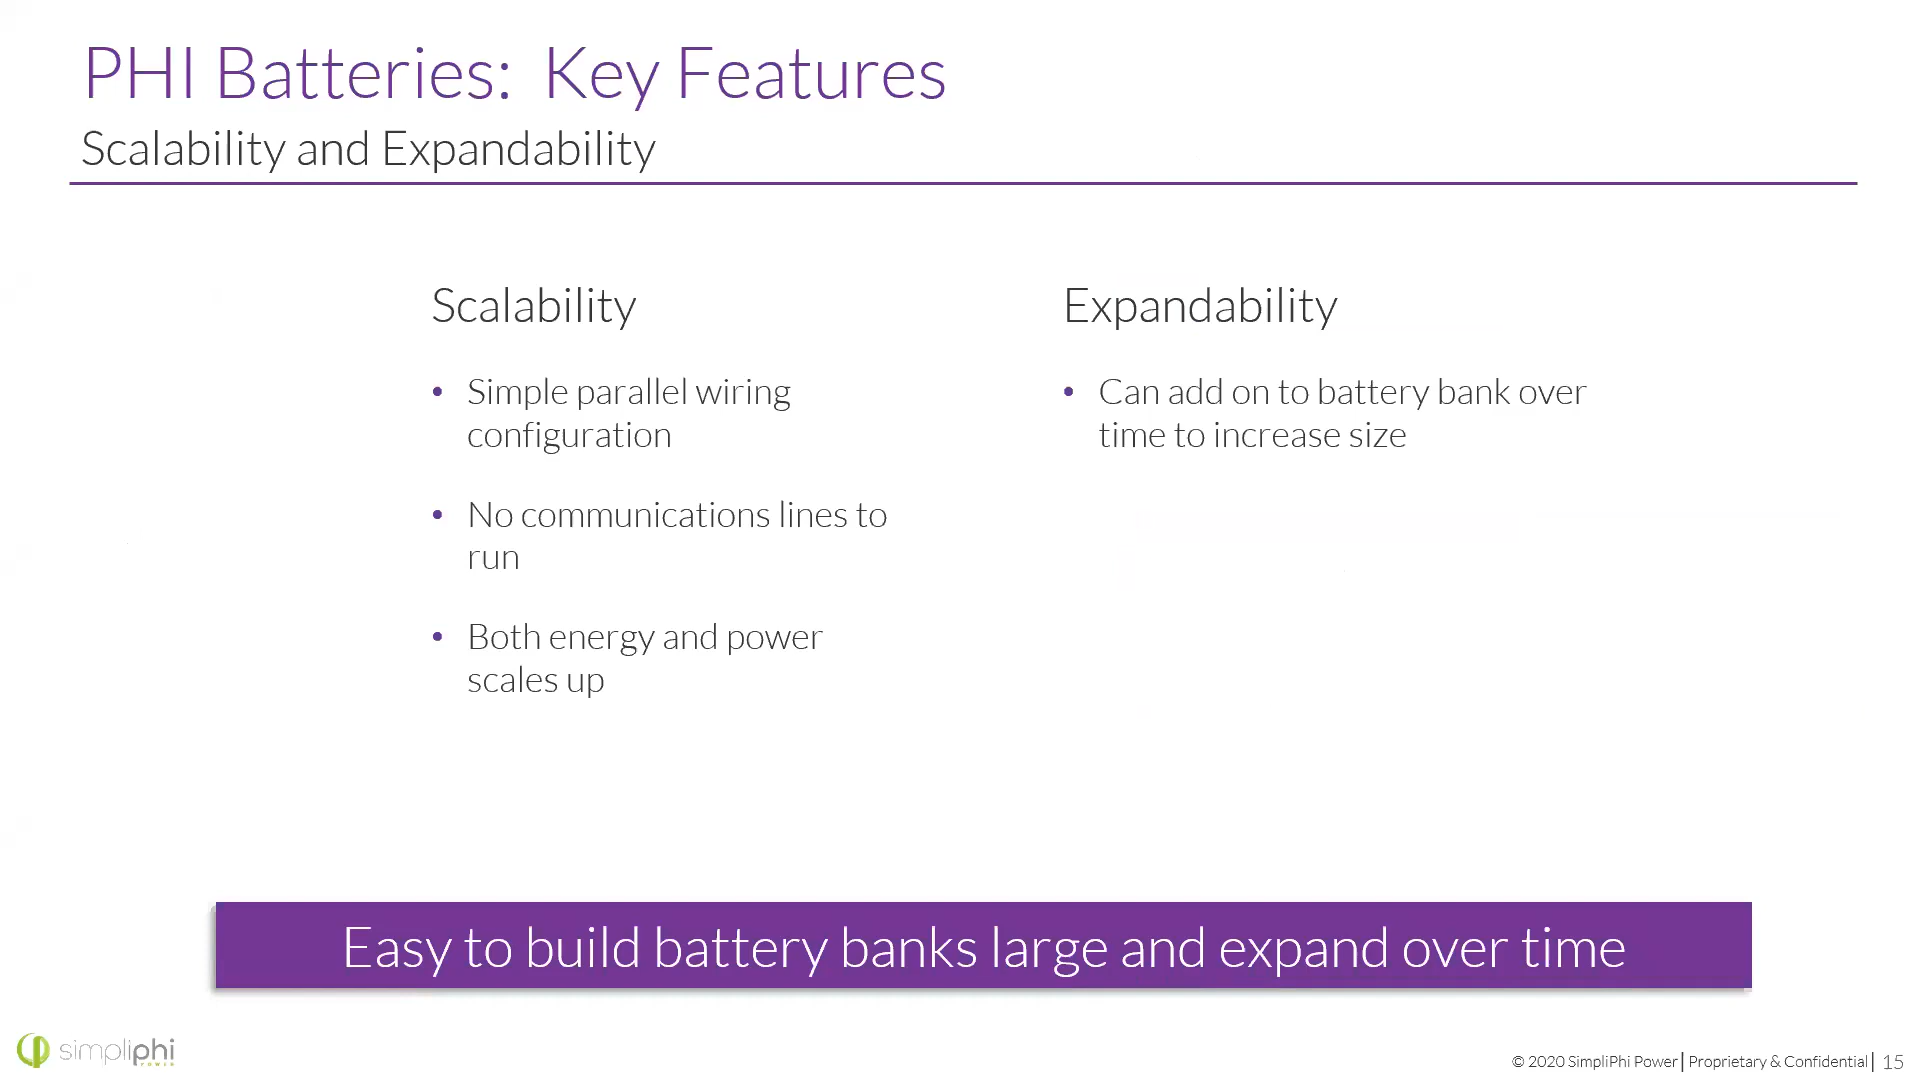 PHI Batteries: Key Features
Scalability and Expandability
Scalability
• Simple parallel wiring
configuration
• No communications lines to
run
• Both energy and power
scales up
Expandability
• Can add on to battery bank over
time to increase size
Easy to build battery banks large and expand over time
simpliphi
POWER
© 2020 SimpliPhi Power | Proprietary & Confidential | 15